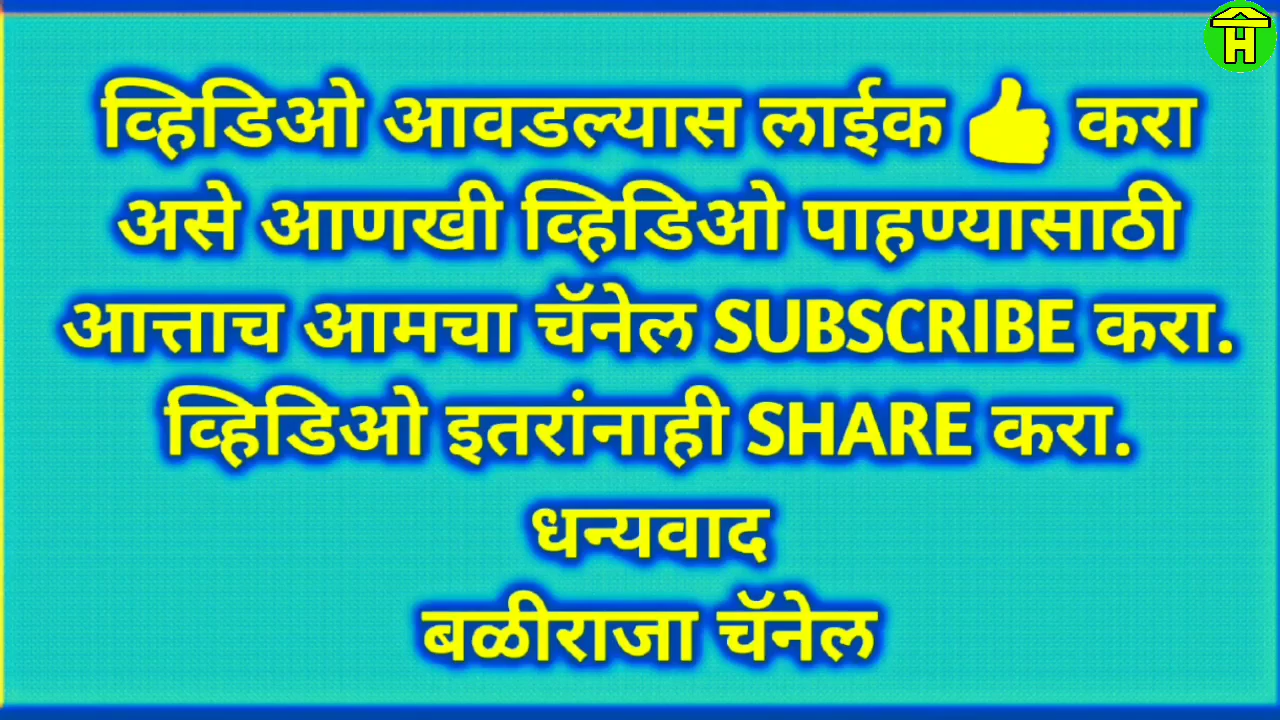 व्हिडिओ आवडल्यास लाईक 👍 करा
असे आणखी व्हिडिओ पाहण्यासाठी
आत्ताच आमचा चॅनेल SUBSCRIBE करा.
व्हिडिओ इतरांनाही SHARE करा.
धन्यवाद
बळीराजा चॅनेल
H